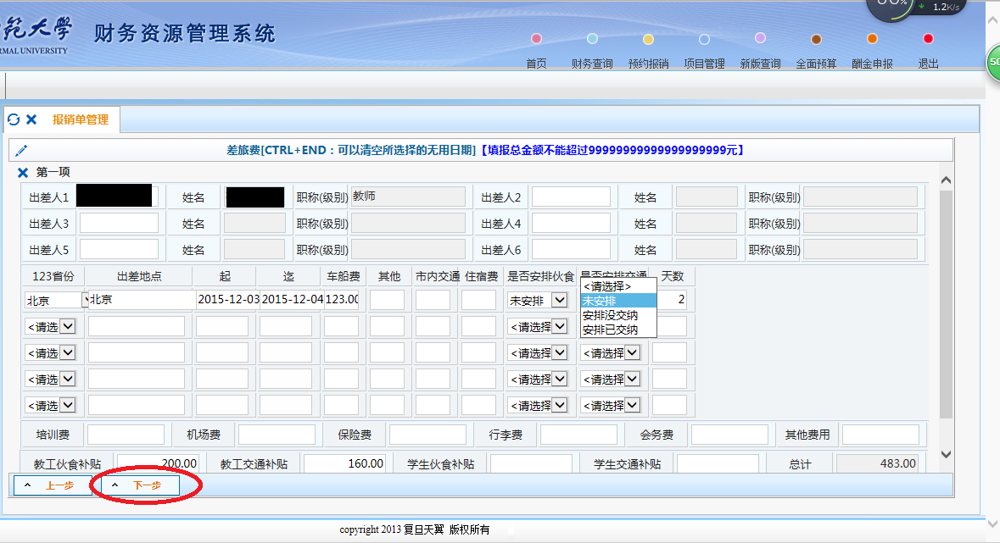 范大學 财务资源管理系统
RMAL UNIVERSITY
1.2K/s
首页 财务查询 预约报销 项目管理 新版查询 全面预算 酬金申报 退出
报销单管理
差旅费[CTRL+END：可以清空所选择的无用日期]【填报总金额不能超过99999999999999999999元】
第一项
出差人1 姓名 职称(级别) 教师 出差人2 姓名 职称(级别)
出差人3 姓名 职称(级别) 出差人4 姓名 职称(级别)
出差人5 姓名 职称(级别) 出差人6 姓名 职称(级别)
123省份 出差地点 起 迄 车船费 其他 市内交通 住宿费 是否安排伙食 是否安排交通 天数
<请选择>
北京 北京 2015-12-03 2015-12-04 123.00 未安排 未安排 2
安排没交纳
<请选 <请选择 安排已交纳
<请选 <请选择 <请选择
<请选 <请选择 <请选择
<请选 <请选择 <请选择
培训费 机场费 保险费 行李费 会务费 其他费用
教工伙食补贴 200.00 教工交通补贴 160.00 学生伙食补贴 学生交通补贴 总计 483.00
上一步 下一步
copyright 2013 复旦天翼 版权所有